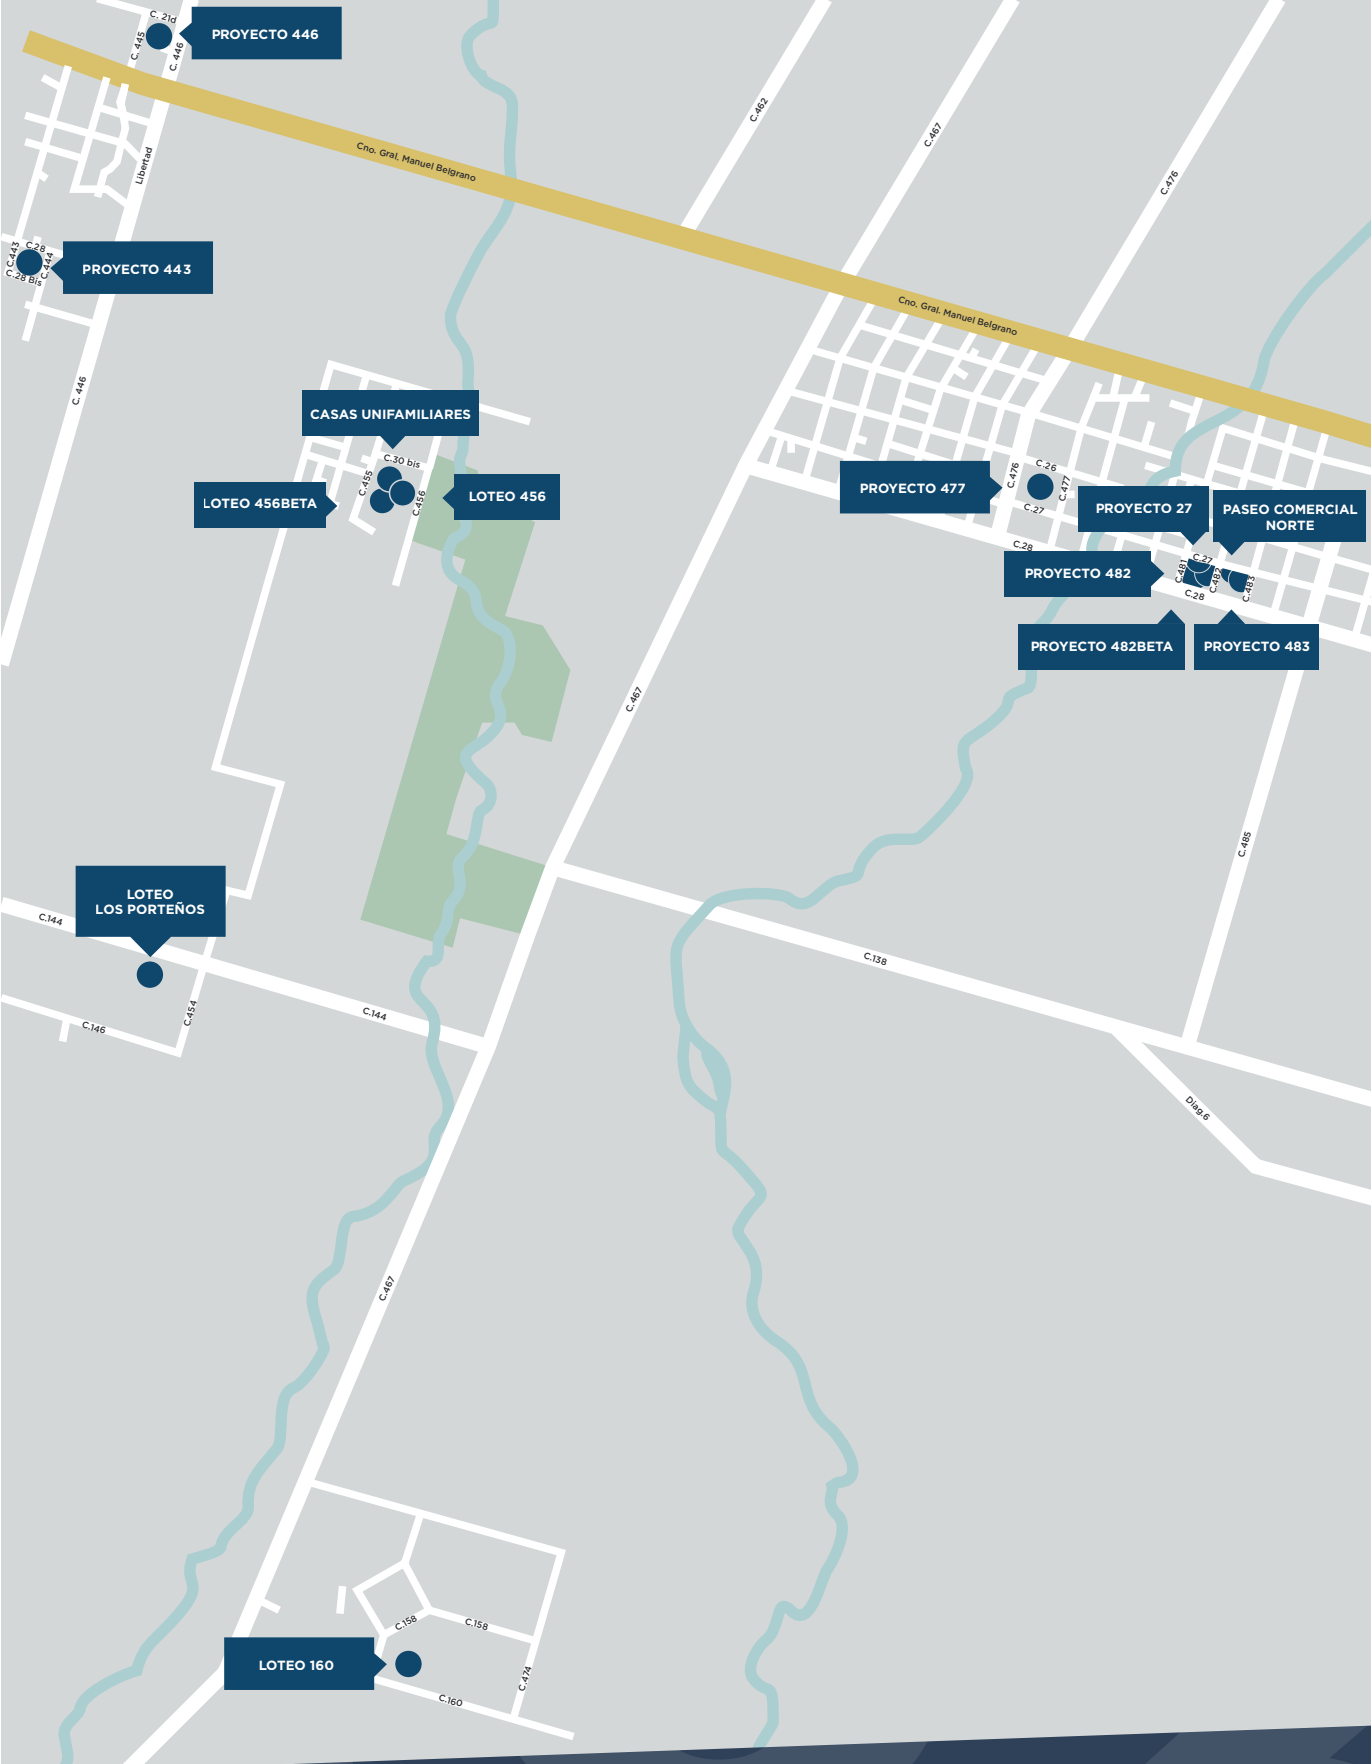 C. 21d
C. 445
C. 446
PROYECTO 446
Cno. Gral. Manuel Belgrano
C.462
C.467
C.476
Libertad
C.443
C.28
C.444
C.28 Bis
PROYECTO 443
Cno. Gral. Manuel Belgrano
C. 446
CASAS UNIFAMILIARES
C.30 bis
C.455
C.456
LOTEO 456BETA
LOTEO 456
PROYECTO 477
C.476
C.26
C.477
C.27
C.28
PROYECTO 27
PASEO COMERCIAL
NORTE
PROYECTO 482
C.481
C.27
C.482
C.483
C.28
PROYECTO 482BETA
PROYECTO 483
C.467
C.485
LOTEO
LOS PORTEÑOS
C.144
C.138
C.454
C.144
C.146
Diag.6
C.467
C.158
C.158
LOTEO 160
C.474
C.160